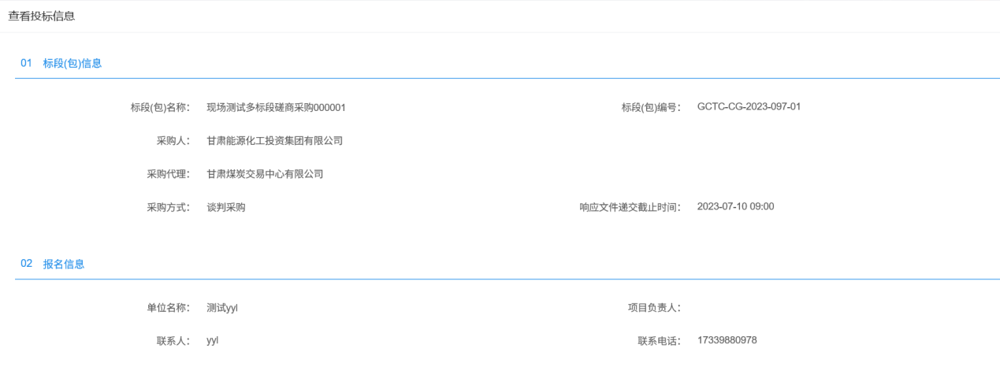 查看投标信息
01 标段(包)信息
标段(包)名称： 现场测试多标段磋商采购000001 标段(包)编号： GCTC-CG-2023-097-01
采购人： 甘肃能源化工投资集团有限公司
采购代理： 甘肃煤炭交易中心有限公司
采购方式： 谈判采购 响应文件递交截止时间： 2023-07-10 09:00
02 报名信息
单位名称： 测试yyl 项目负责人：
联系人： yyl 联系电话： 17339880978